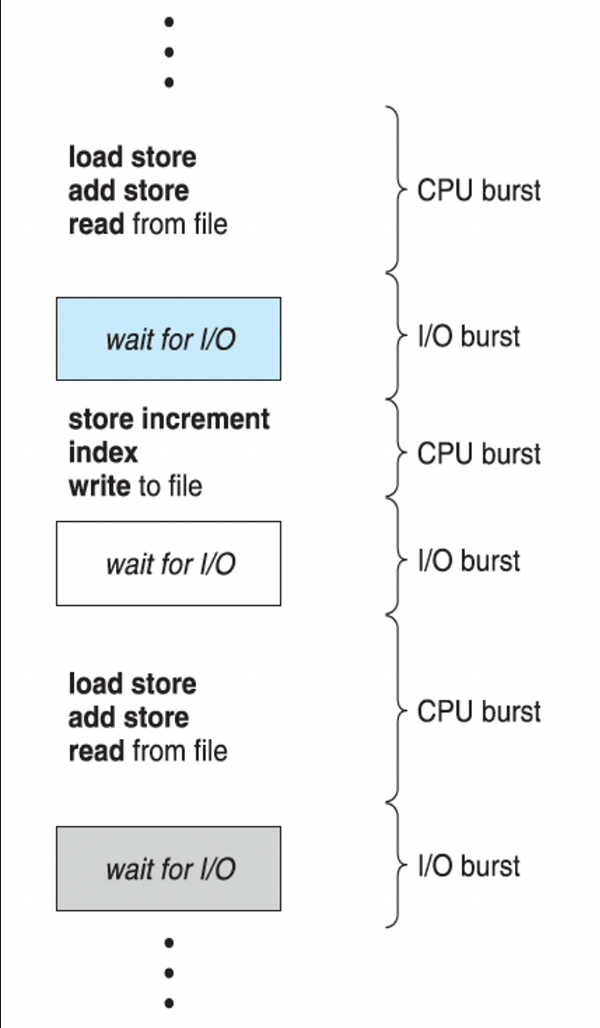 load store
add store
read from file
CPU burst
wait for I/O
I/O burst
store increment
index
write to file
CPU burst
wait for I/O
I/O burst
load store
add store
read from file
CPU burst
wait for I/O
I/O burst